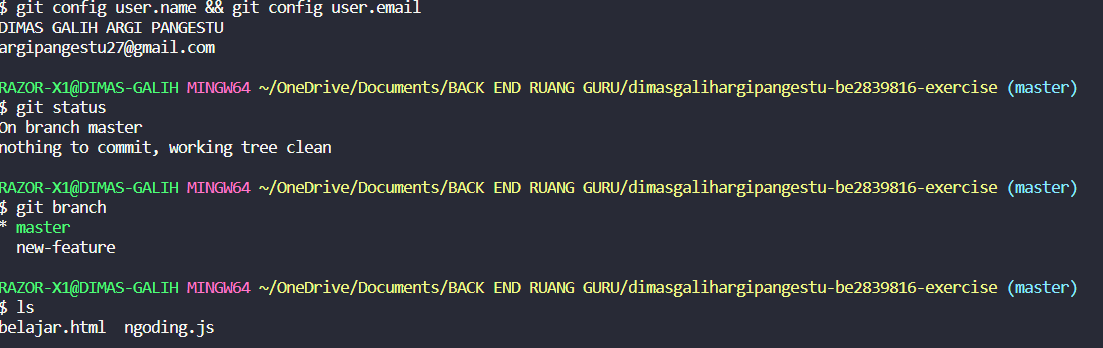 $ git config user.name && git config user.email
DIMAS GALIH ARGI PANGESTU
argipangestu27@gmail.com
RAZOR-X1@DIMAS-GALIH MINGW64 ~/OneDrive/Documents/BACK END RUANG GURU/dimasgalihargipangestu-be2839816-exercise (master)
$ git status
On branch master
nothing to commit, working tree clean
RAZOR-X1@DIMAS-GALIH MINGW64 ~/OneDrive/Documents/BACK END RUANG GURU/dimasgalihargipangestu-be2839816-exercise (master)
$ git branch
* master
  new-feature
RAZOR-X1@DIMAS-GALIH MINGW64 ~/OneDrive/Documents/BACK END RUANG GURU/dimasgalihargipangestu-be2839816-exercise (master)
$ ls
belajar.html  ngoding.js